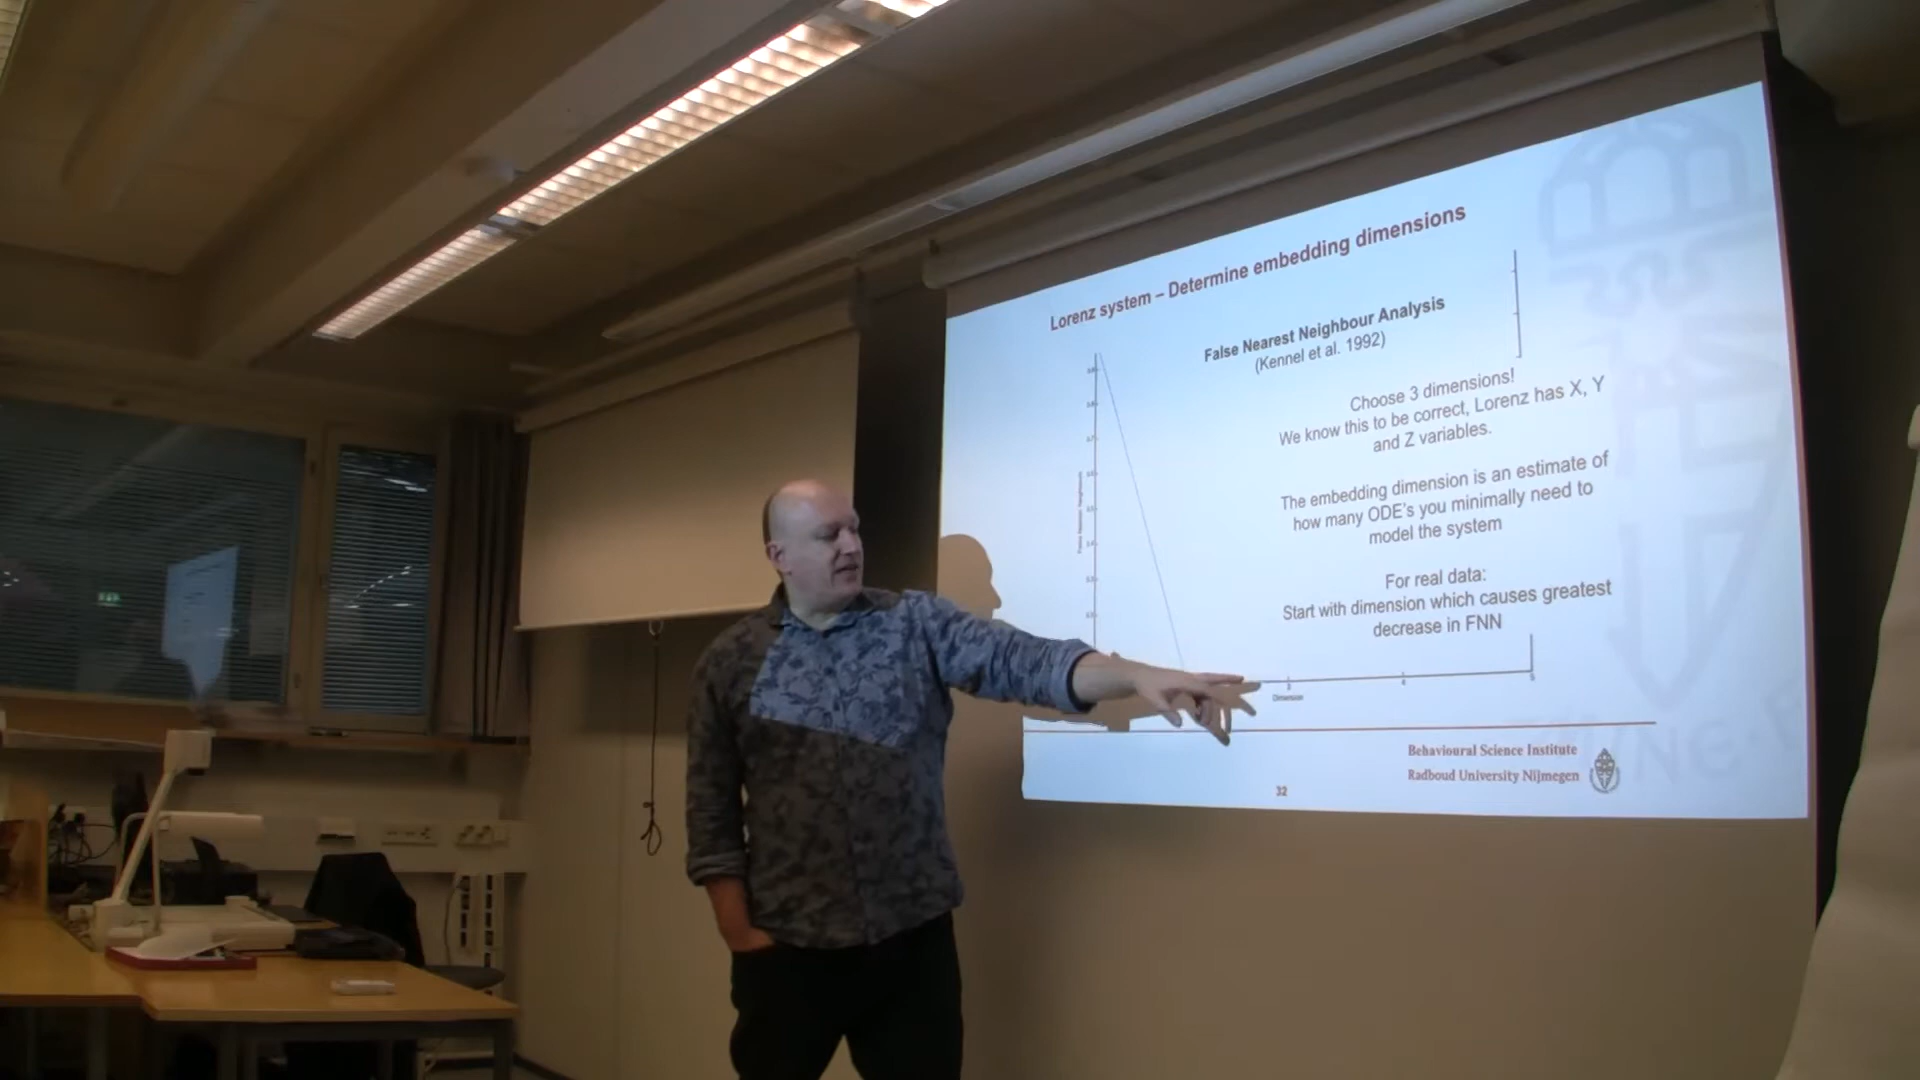 Lorenz system – Determine embedding dimensions
False Nearest Neighbour Analysis
(Kennel et al. 1992)
Choose 3 dimensions!
We know this to be correct, Lorenz has X, Y
and Z variables.
The embedding dimension is an estimate of
how many ODE's you minimally need to
model the system
For real data:
Start with dimension which causes greatest
decrease in FNN
Dimension
Behavioural Science Institute
Radboud University Nijmegen
32